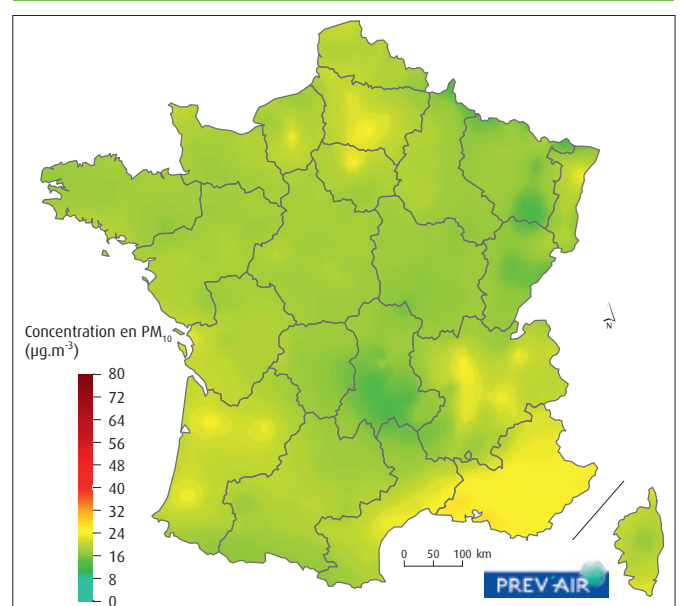 Concentration en PM₁₀
(µg.m⁻³)
80
72
64
56
48
40
32
24
16
8
0
0 50 100 km
N
PREV'AIR